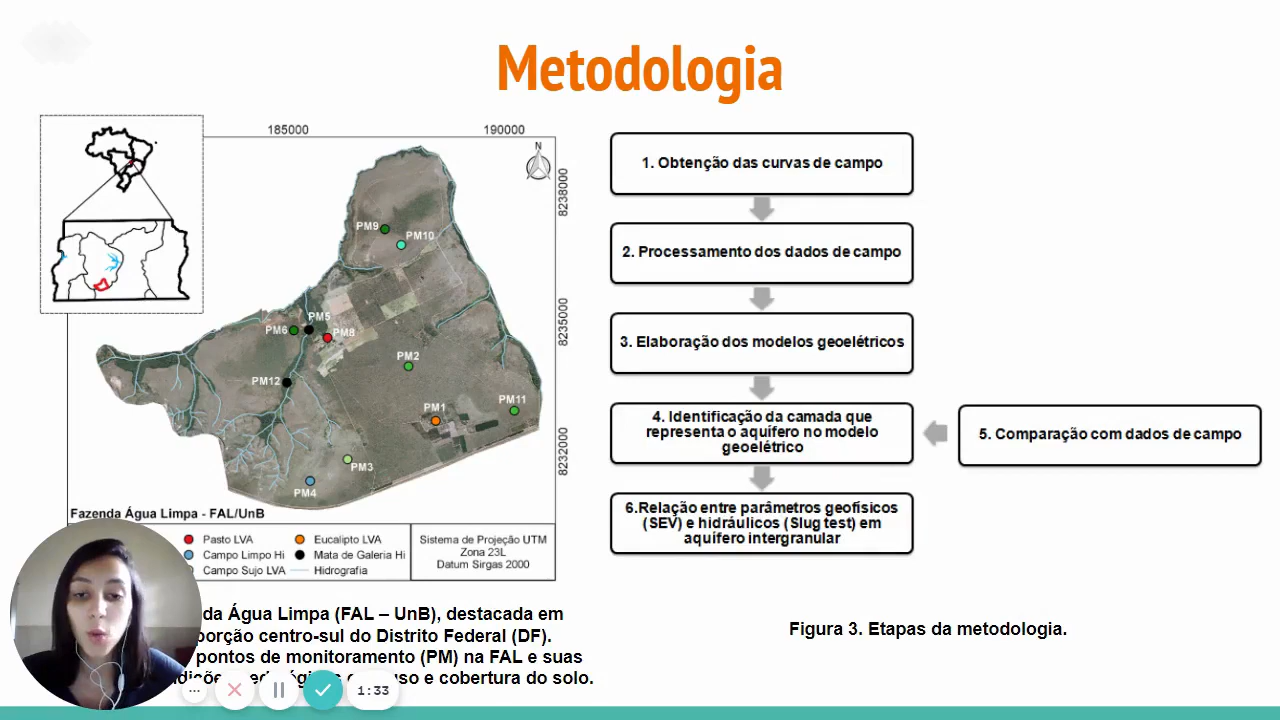 Metodologia
185000
190000
N
8238000
8235000
8232000
PM9
PM10
PM5
PM6
PM8
PM2
PM12
PM1
PM11
PM3
PM4
Fazenda Água Limpa - FAL/UnB
Pasto LVA
Eucalipto LVA
Campo Limpo Hi
Mata de Galeria Hi
Campo Sujo LVA
Hidrografia
Sistema de Projeção UTM
Zona 23L
Datum Sirgas 2000
1. Obtenção das curvas de campo
2. Processamento dos dados de campo
3. Elaboração dos modelos geoelétricos
4. Identificação da camada que
representa o aquífero no modelo
geoelétrico
5. Comparação com dados de campo
6.Relação entre parâmetros geofísicos
(SEV) e hidráulicos (Slug test) em
aquífero intergranular
Água Limpa (FAL – UnB), destacada em
porção centro-sul do Distrito Federal (DF).
pontos de monitoramento (PM) na FAL e suas
uso e cobertura do solo.
Figura 3. Etapas da metodologia.
1:33